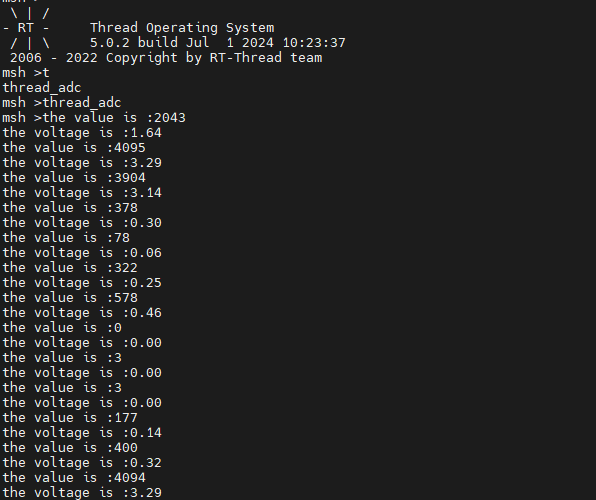 \ | /
- RT -     Thread Operating System
 / | \     5.0.2 build Jul  1 2024 10:23:37
 2006 - 2022 Copyright by RT-Thread team
msh >t
thread_adc
msh >thread_adc
msh >the value is :2043
the voltage is :1.64
the value is :4095
the voltage is :3.29
the value is :3904
the voltage is :3.14
the value is :378
the voltage is :0.30
the value is :78
the voltage is :0.06
the value is :322
the voltage is :0.25
the value is :578
the voltage is :0.46
the value is :0
the voltage is :0.00
the value is :3
the voltage is :0.00
the value is :3
the voltage is :0.00
the value is :177
the voltage is :0.14
the value is :400
the voltage is :0.32
the value is :4094
the voltage is :3.29